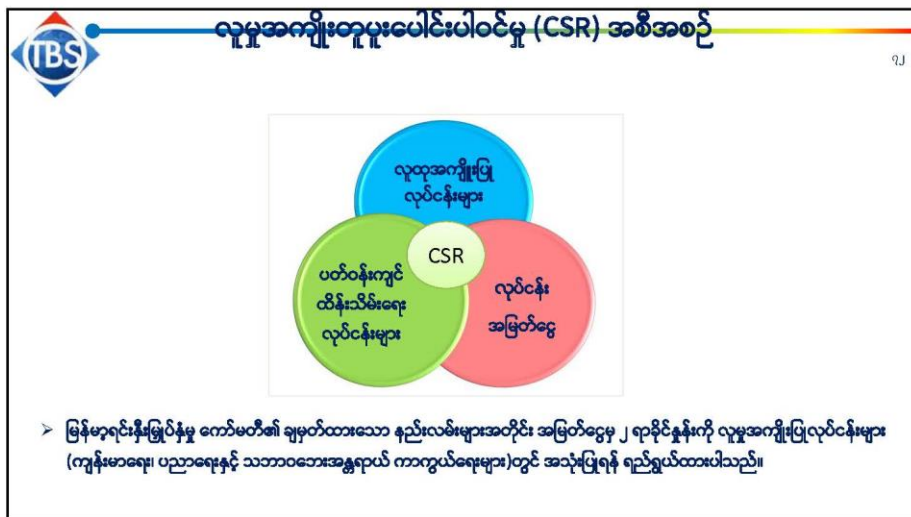 လူမှုအကျိုးတူပူးပေါင်းပါဝင်မှု (CSR) အစီအစဉ်
TBS
၇၂
လူထုအကျိုးပြု
လုပ်ငန်းများ
CSR
ပတ်ဝန်းကျင်
ထိန်းသိမ်းရေး
လုပ်ငန်းများ
လုပ်ငန်း
အမြတ်ငွေ
➢ မြန်မာ့ရင်းနှီးမြှုပ်နှံမှု ကော်မတီ၏ ချမှတ်ထားသော နည်းလမ်းများအတိုင်း အမြတ်ငွေမှ ၂ ရာခိုင်နှုန်းကို လူမှုအကျိုးပြုလုပ်ငန်းများ
(ကျန်းမာရေး၊ ပညာရေးနှင့် သဘာဝဘေးအန္တရာယ် ကာကွယ်ရေးများ)တွင် အသုံးပြုရန် ရည်ရွယ်ထားပါသည်။